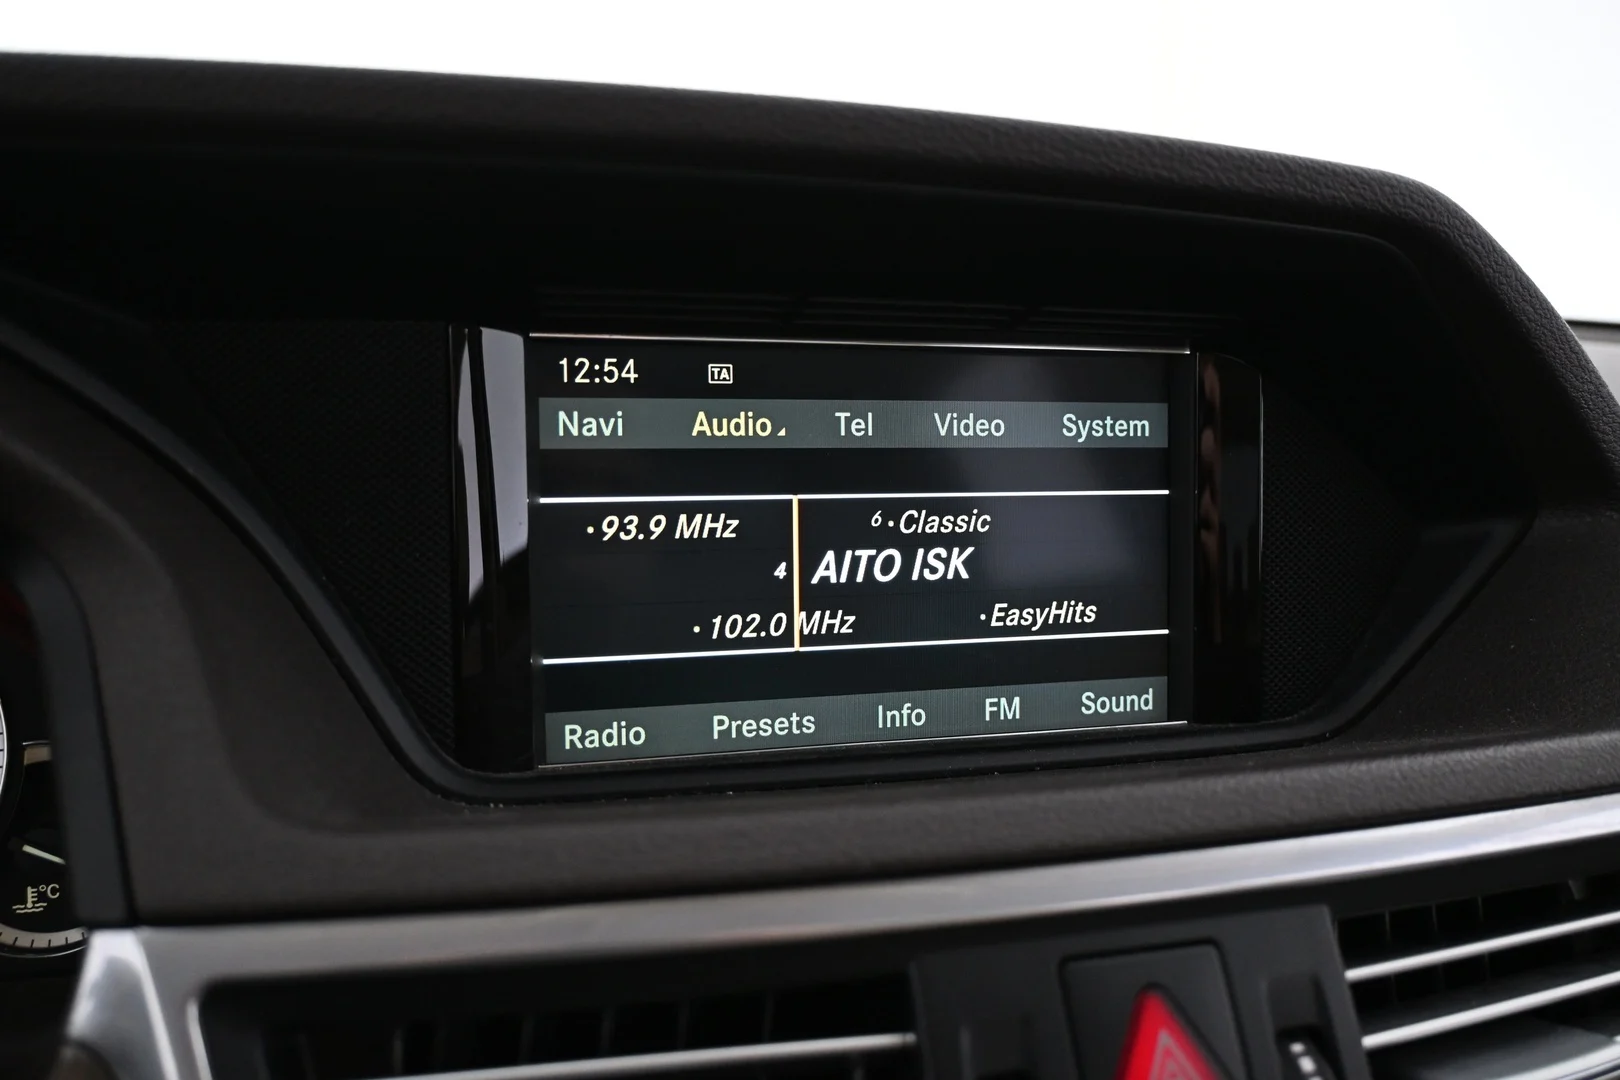 12:54 TA
Navi Audio Tel Video System
·93.9 MHz 6·Classic
4 AITO ISK
·102.0 MHz ·EasyHits
Radio Presets Info FM Sound
°C